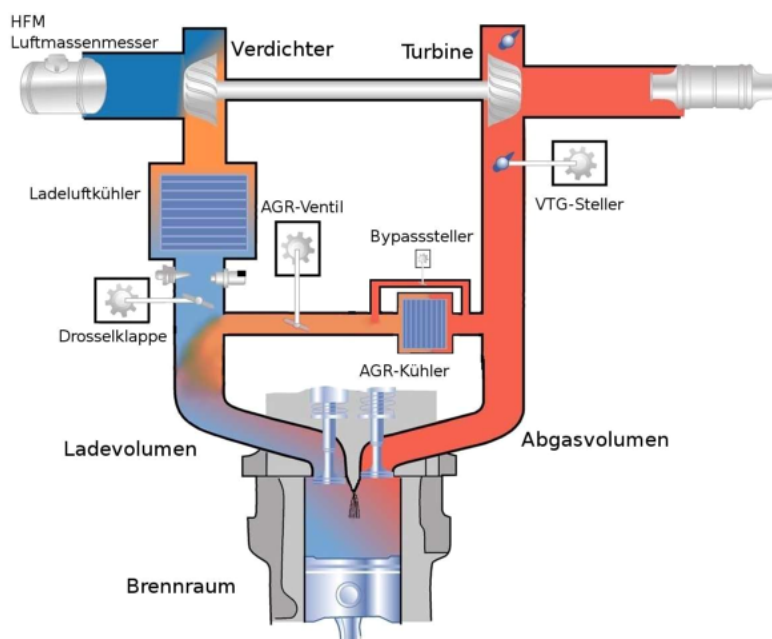 HFM
Luftmassenmesser
Verdichter
Turbine
Ladeluftkühler
AGR-Ventil
VTG-Steller
Bypasssteller
Drosselklappe
AGR-Kühler
Ladevolumen
Abgasvolumen
Brennraum